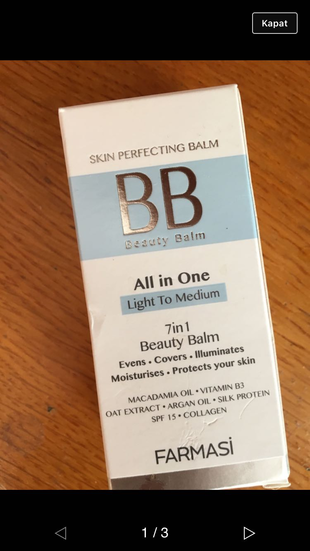 Kapat
SKIN PERFECTING BALM
BB
Beauty Balm
All in One
Light To Medium
7in1
Beauty Balm
Evens • Covers • Illuminates
Moisturises • Protects your skin
MACADAMIA OIL • VITAMIN B3
OAT EXTRACT • ARGAN OIL • SILK PROTEIN
SPF 15 • COLLAGEN
FARMASİ
1 / 3